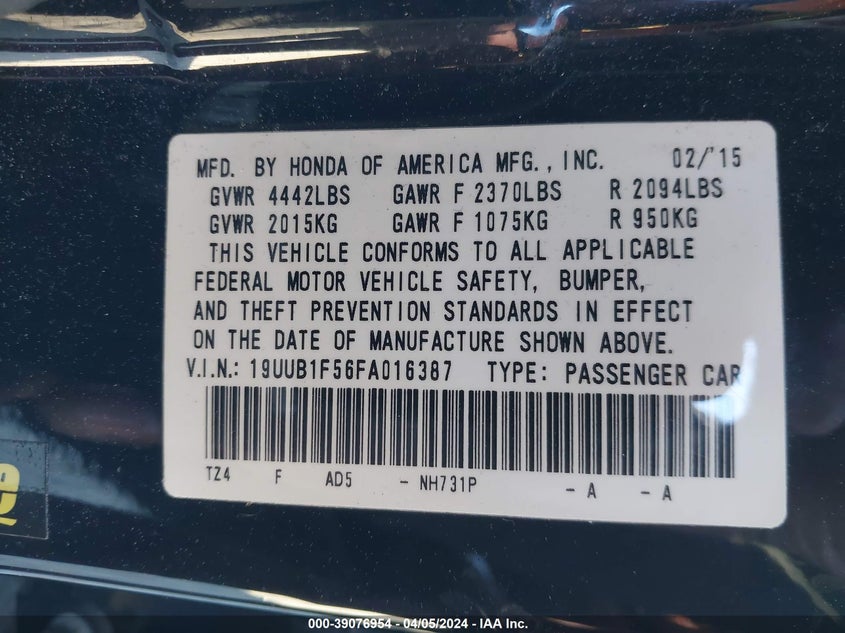 MFD. BY HONDA OF AMERICA MFG., INC. 02/'15
GVWR 4442LBS GAWR F 2370LBS R 2094LBS
GVWR 2015KG GAWR F 1075KG R 950KG
THIS VEHICLE CONFORMS TO ALL APPLICABLE
FEDERAL MOTOR VEHICLE SAFETY, BUMPER,
AND THEFT PREVENTION STANDARDS IN EFFECT
ON THE DATE OF MANUFACTURE SHOWN ABOVE.
V.I.N.: 19UUB1F56FA016387 TYPE: PASSENGER CAR
TZ4 F AD5 - NH731P - A - A
000-39076954 - 04/05/2024 - IAA Inc.